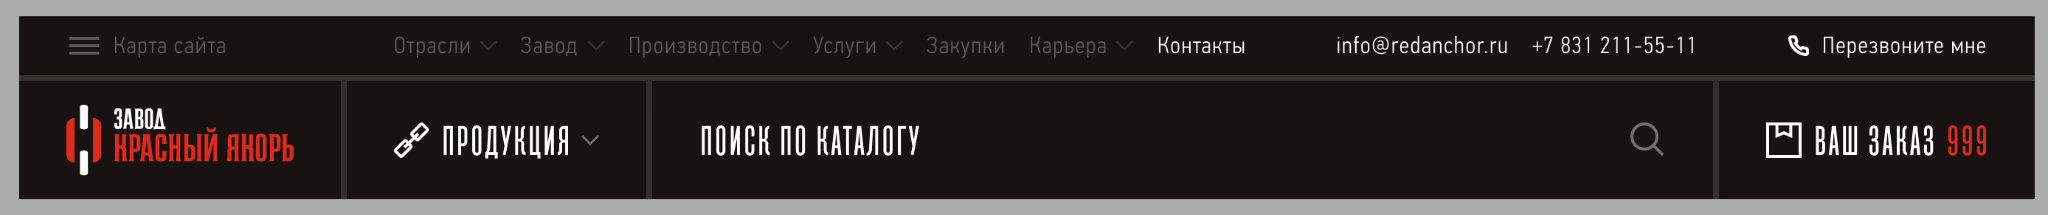 Карта сайта Отрасли Завод Производство Услуги Закупки Карьера Контакты info@redanchor.ru +7 831 211-55-11 Перезвоните мне
ЗАВОД
КРАСНЫЙ ЯКОРЬ
ПРОДУКЦИЯ
ПОИСК ПО КАТАЛОГУ
ВАШ ЗАКАЗ 999